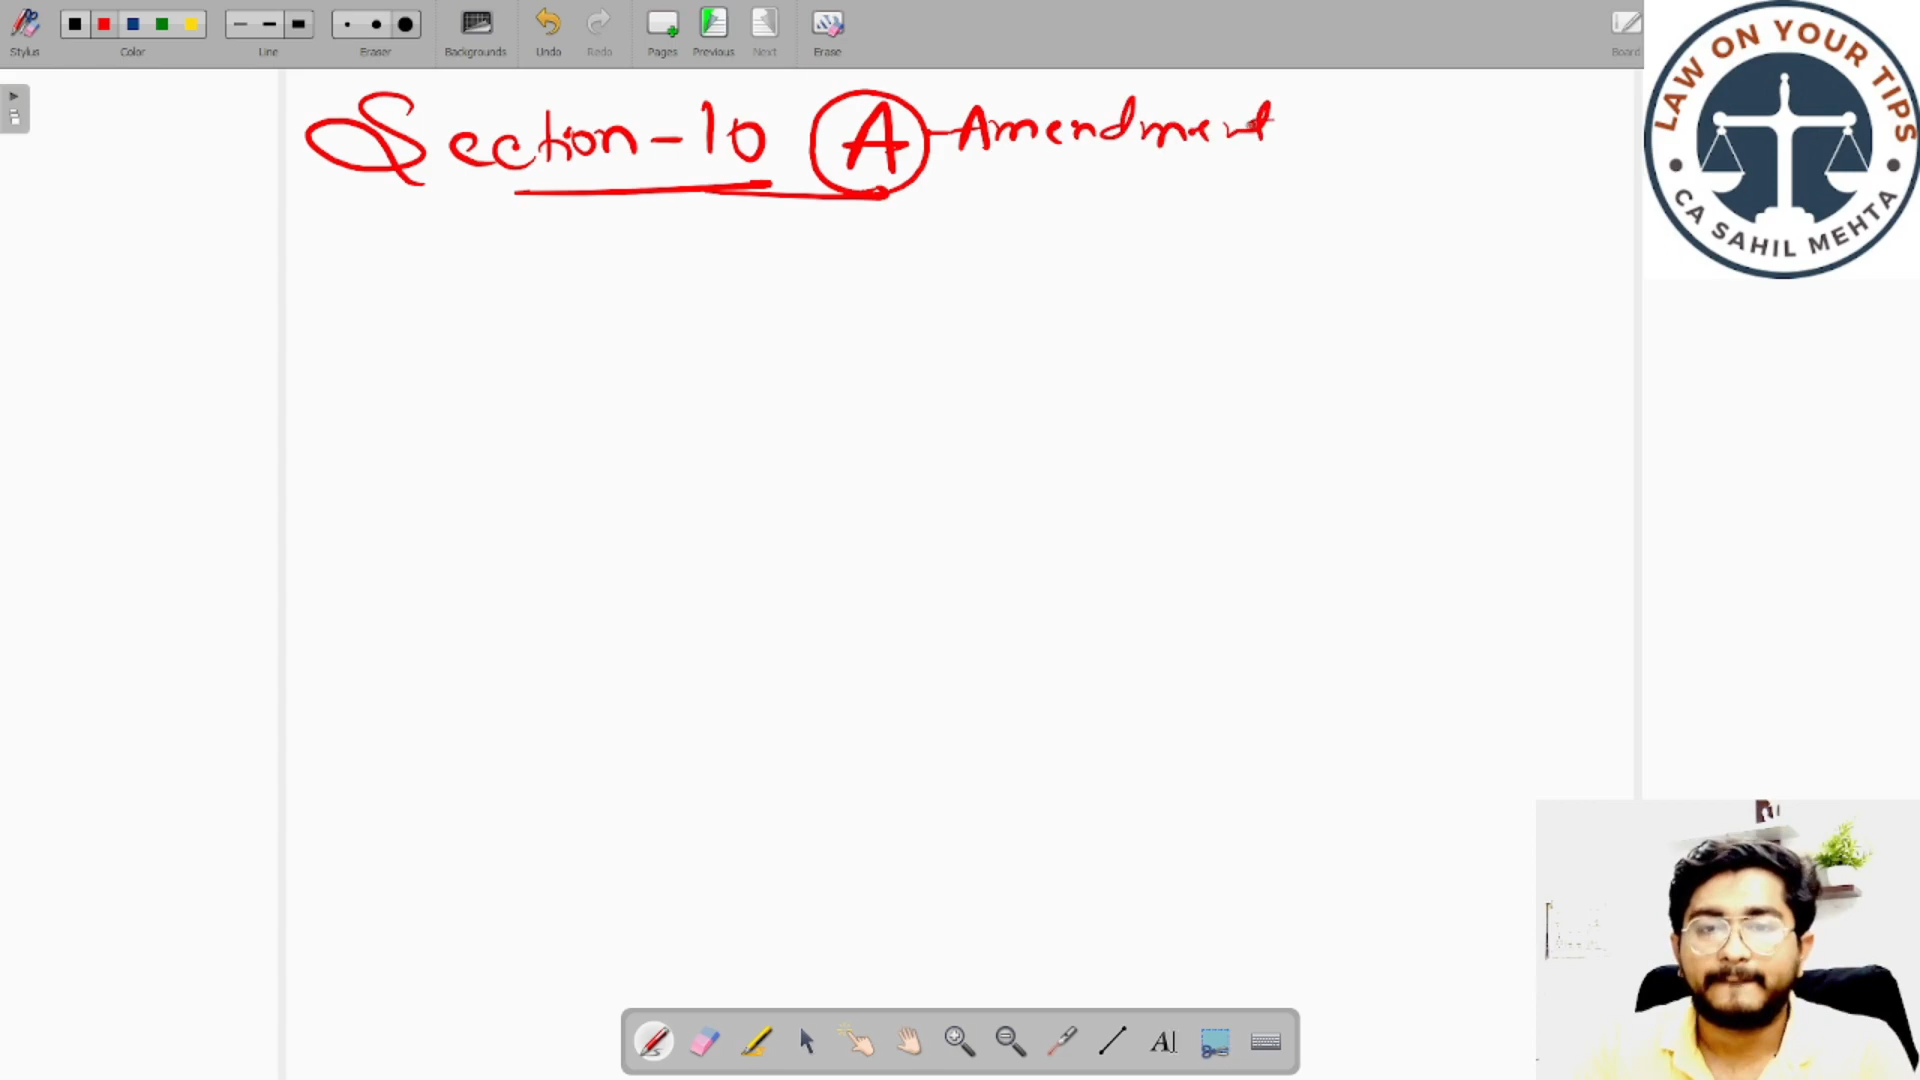 Stylus
Color
Line
Eraser
Backgrounds
Undo
Redo
Pages
Previous
Next
Erase
Board
Section-10 A-Amendment
LAW ON YOUR TIPS
CA SAHIL MEHTA
A